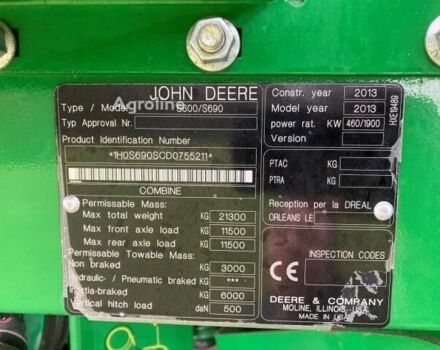 JOHN DEERE
Type / Model S600/S690
Typ Approval Nr.
Product Identification Number
*1H0S690SCD0755211*
COMBINE
Permissable Mass:
Max total weight KG 21300
Max front axle load KG 11500
Max rear axle load KG 11500
Permissable Towable Mass:
Non braked KG 3000
Hydraulic- / Pneumatic braked KG ***
Inertia-braked KG 6000
Vertical hitch load daN 500
Constr. year 2013
Model year 2013
power rat. KW 460/1900
Version
HXE19489
PTAC KG
PTRA KG
Reception per la DREAL
ORLEANS LE
INSPECTION CODES
CE
DEERE & COMPANY
MOLINE, ILLINOIS, USA
MADE IN USA
Agroline